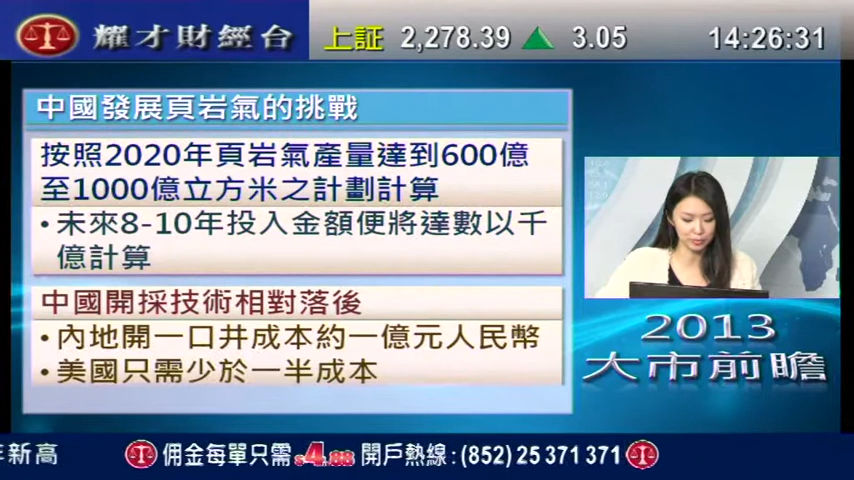 耀才財經台
上証 2,278.39 ▲ 3.05
14:26:31
中國發展頁岩氣的挑戰
按照2020年頁岩氣產量達到600億
至1000億立方米之計劃計算
•未來8-10年投入金額便將達數以千
億計算
中國開採技術相對落後
•內地開一口井成本約一億元人民幣
•美國只需少於一半成本
2013
大市前瞻
新高 佣金每單只需 開戶熱線:(852) 25 371 371